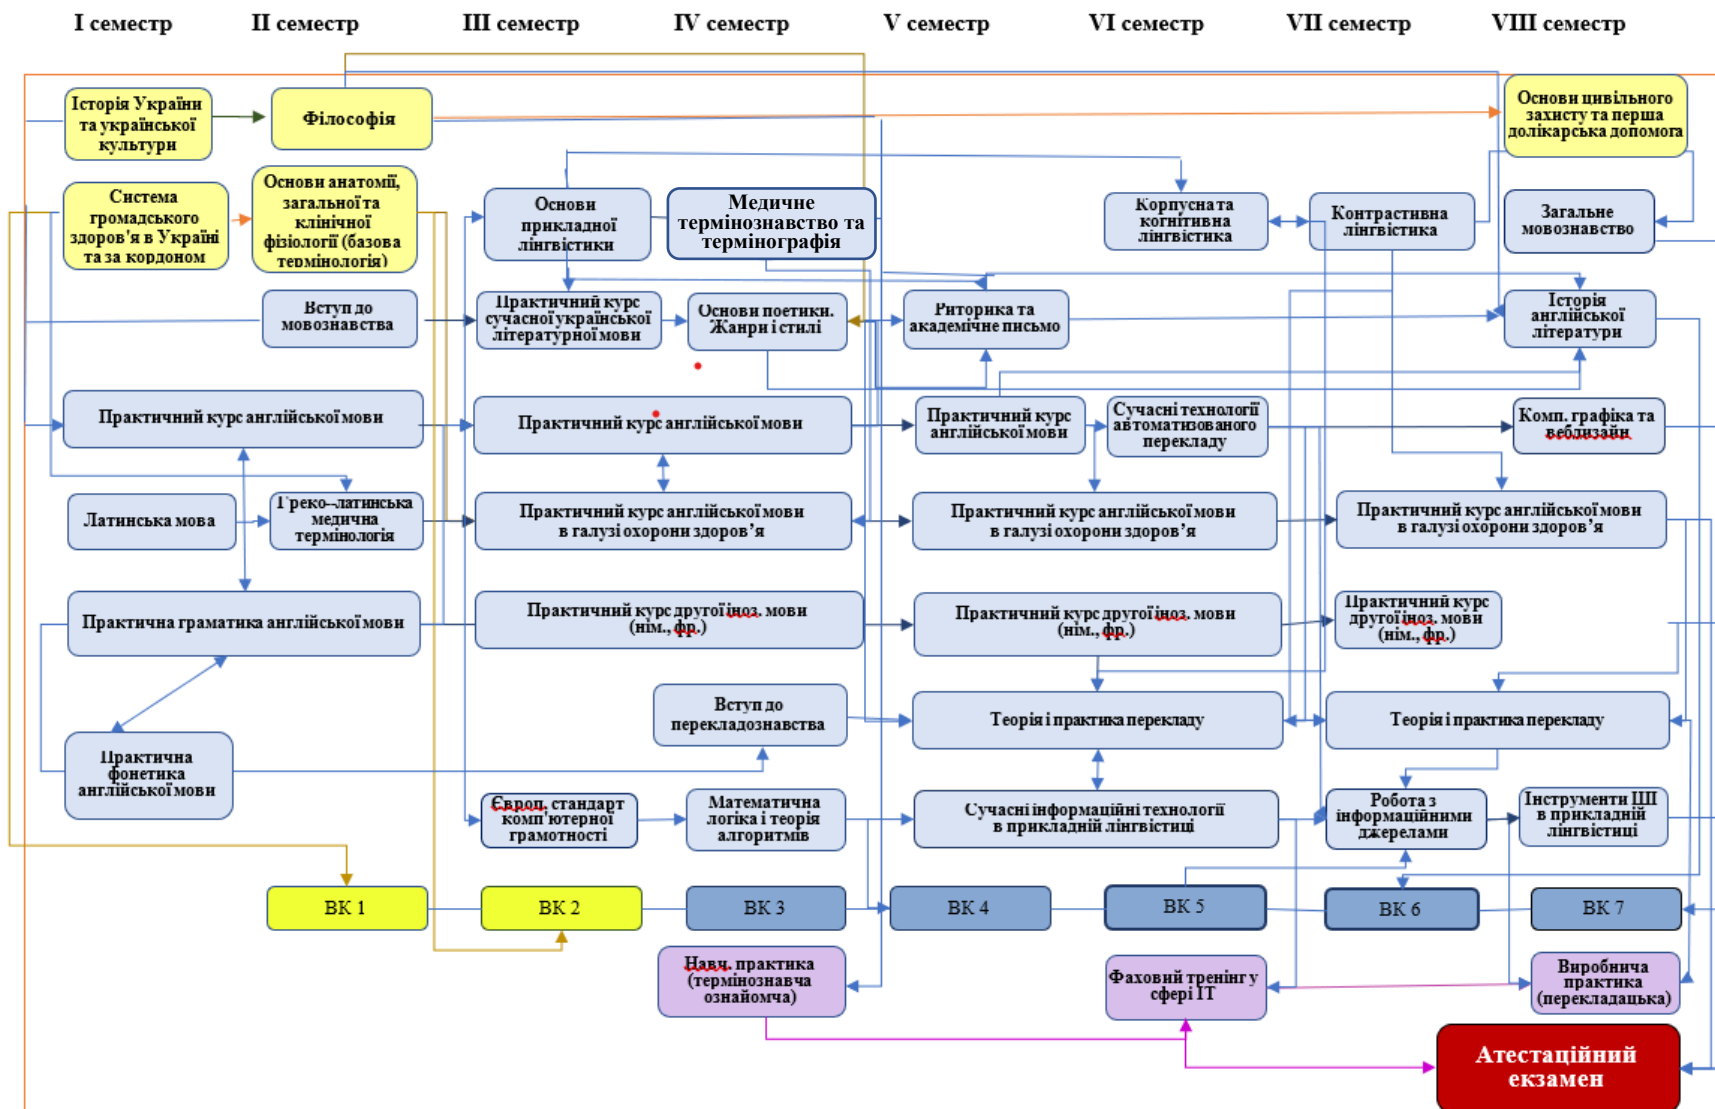 I семестр
II семестр
III семестр
IV семестр
V семестр
VI семестр
VII семестр
VIII семестр
Історія України
та української
культури
Філософія
Основи цивільного
захисту та перша
долікарська допомога
Система
громадського
здоров'я в Україні
та за кордоном
Основи анатомії,
загальної та
клінічної
фізіології (базова
термінологія)
Основи
прикладної
лінгвістики
Медичне
термінознавство та
термінографія
Корпусна та
когнітивна
лінгвістика
Контрастивна
лінгвістика
Загальне
мовознавство
Вступ до
мовознавства
Практичний курс
сучасної української
літературної мови
Основи поетики.
Жанри і стилі
Риторика та
академічне письмо
Історія
англійської
літератури
Практичний курс англійської мови
Практичний курс англійської мови
Практичний курс
англійської мови
Сучасні технології
автоматизованого
перекладу
Комп. графіка та
вебдизайн
Латинська мова
Греко–латинська
медична
термінологія
Практичний курс англійської мови
в галузі охорони здоров’я
Практичний курс англійської мови
в галузі охорони здоров’я
Практичний курс англійської мови
в галузі охорони здоров’я
Практична граматика англійської мови
Практичний курс другої іноз. мови
(нім., фр.)
Практичний курс другої іноз. мови
(нім., фр.)
Практичний курс
другої іноз. мови
(нім., фр.)
Практична
фонетика
англійської мови
Вступ до
перекладознавства
Теорія і практика перекладу
Теорія і практика перекладу
Європ. стандарт
комп'ютерної
грамотності
Математична
логіка і теорія
алгоритмів
Сучасні інформаційні технології
в прикладній лінгвістиці
Робота з
інформаційними
джерелами
Інструменти ШІ
в прикладній
лінгвістиці
ВК 1
ВК 2
ВК 3
ВК 4
ВК 5
ВК 6
ВК 7
Навч. практика
(термінознавча
ознайомча)
Фаховий тренінг у
сфері ІТ
Виробнича
практика
(перекладацька)
Атестаційний
екзамен